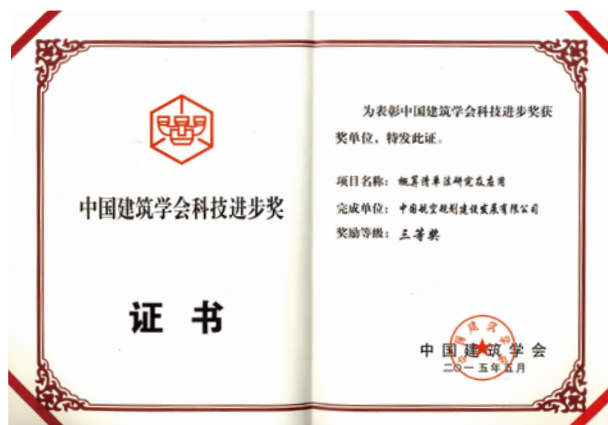 中国建筑学会科技进步奖
证书
为表彰中国建筑学会科技进步奖获
奖单位，特发此证。
项目名称：概算清单法研究及应用
完成单位：中国航空规划建设发展有限公司
奖励等级：三等奖
中国建筑学会
二〇一五年五月